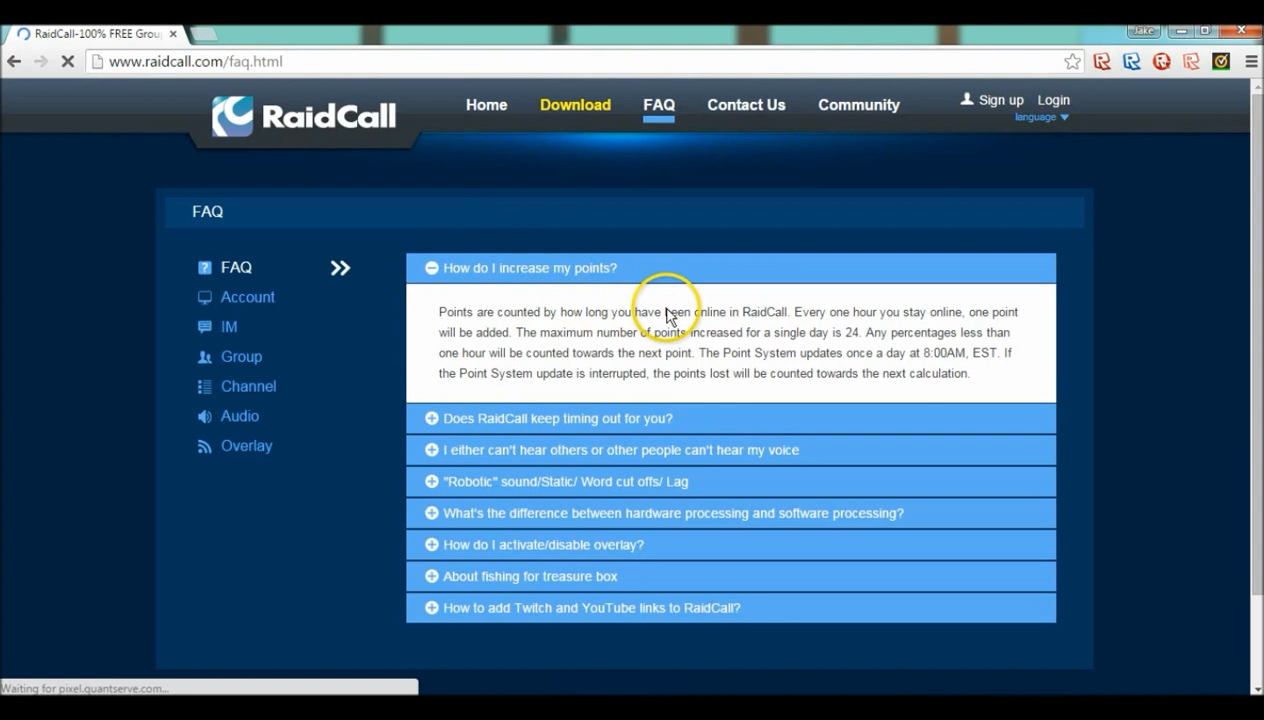 RaidCall-100% FREE Grou
Jake
www.raidcall.com/faq.html
RaidCall
Home
Download
FAQ
Contact Us
Community
Sign up
Login
language
FAQ
FAQ
Account
IM
Group
Channel
Audio
Overlay
How do I increase my points?
Points are counted by how long you have been online in RaidCall. Every one hour you stay online, one point
will be added. The maximum number of points increased for a single day is 24. Any percentages less than
one hour will be counted towards the next point. The Point System updates once a day at 8:00AM, EST. If
the Point System update is interrupted, the points lost will be counted towards the next calculation.
Does RaidCall keep timing out for you?
I either can't hear others or other people can't hear my voice
"Robotic" sound/Static/ Word cut offs/ Lag
What's the difference between hardware processing and software processing?
How do I activate/disable overlay?
About fishing for treasure box
How to add Twitch and YouTube links to RaidCall?
Waiting for pixel.quantserve.com...